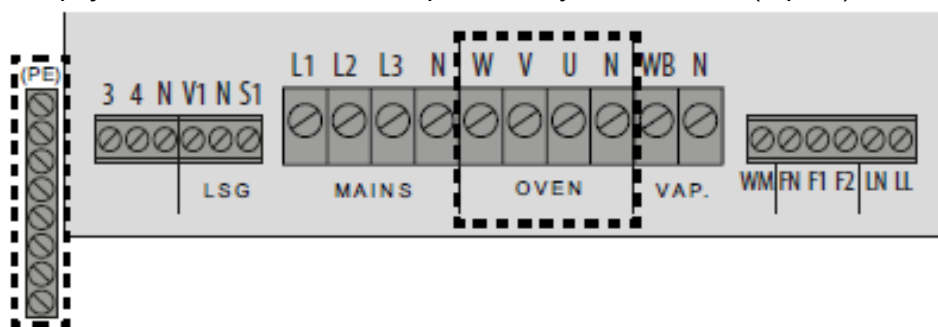 (PE)
L1 L2 L3 N W V U N WB N
3 4 N V1 N S1
LSG
MAINS
OVEN
VAP.
WM FN F1 F2 LN LL